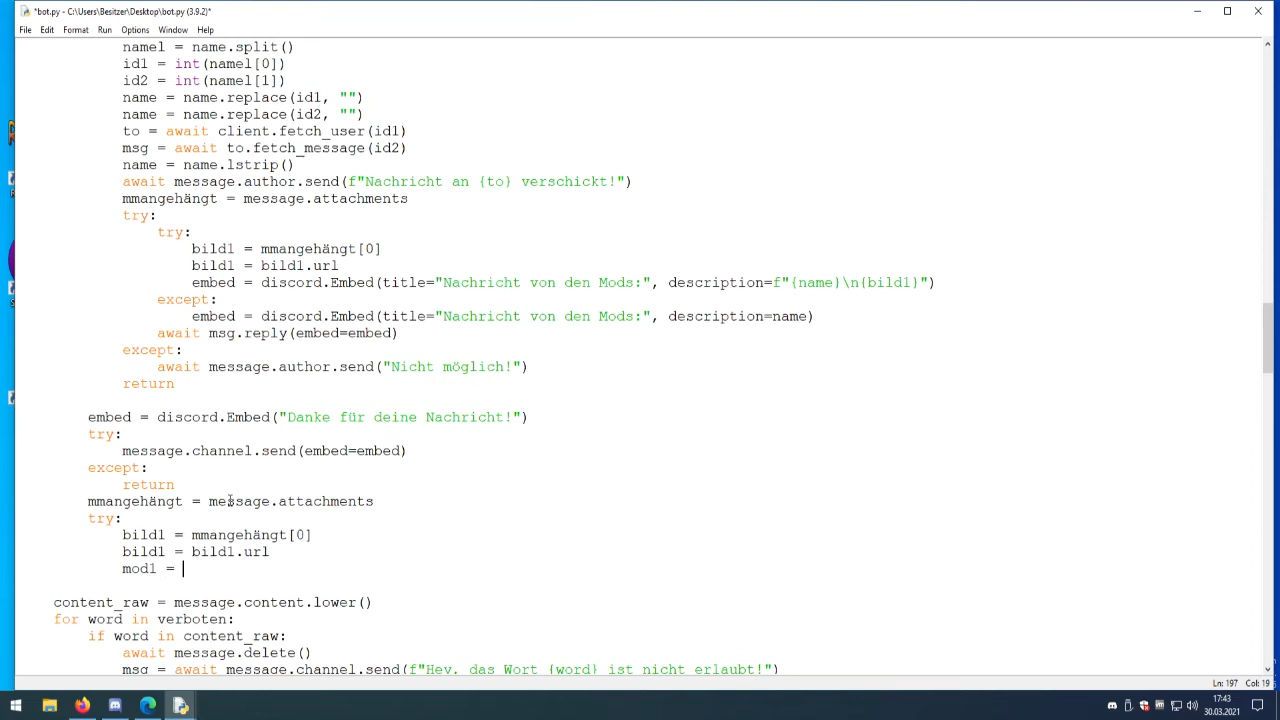 *bot.py - C:\Users\Besitzer\Desktop\bot.py (3.9.2)*
File Edit Format Run Options Window Help
namel = name.split()
id1 = int(namel[0])
id2 = int(namel[1])
name = name.replace(id1, "")
name = name.replace(id2, "")
to = await client.fetch_user(id1)
msg = await to.fetch_message(id2)
name = name.lstrip()
await message.author.send(f"Nachricht an {to} verschickt!")
mmangehängt = message.attachments
try:
try:
bild1 = mmangehängt[0]
bild1 = bild1.url
embed = discord.Embed(title="Nachricht von den Mods:", description=f"{name}\n{bild1}")
except:
embed = discord.Embed(title="Nachricht von den Mods:", description=name)
await msg.reply(embed=embed)
except:
await message.author.send("Nicht möglich!")
return
embed = discord.Embed("Danke für deine Nachricht!")
try:
message.channel.send(embed=embed)
except:
return
mmangehängt = message.attachments
try:
bild1 = mmangehängt[0]
bild1 = bild1.url
mod1 =
content_raw = message.content.lower()
for word in verboten:
if word in content_raw:
await message.delete()
msg = await message.channel.send(f"Hey, das Wort {word} ist nicht erlaubt!")
Ln: 197 Col: 19
17:43
30.03.2021